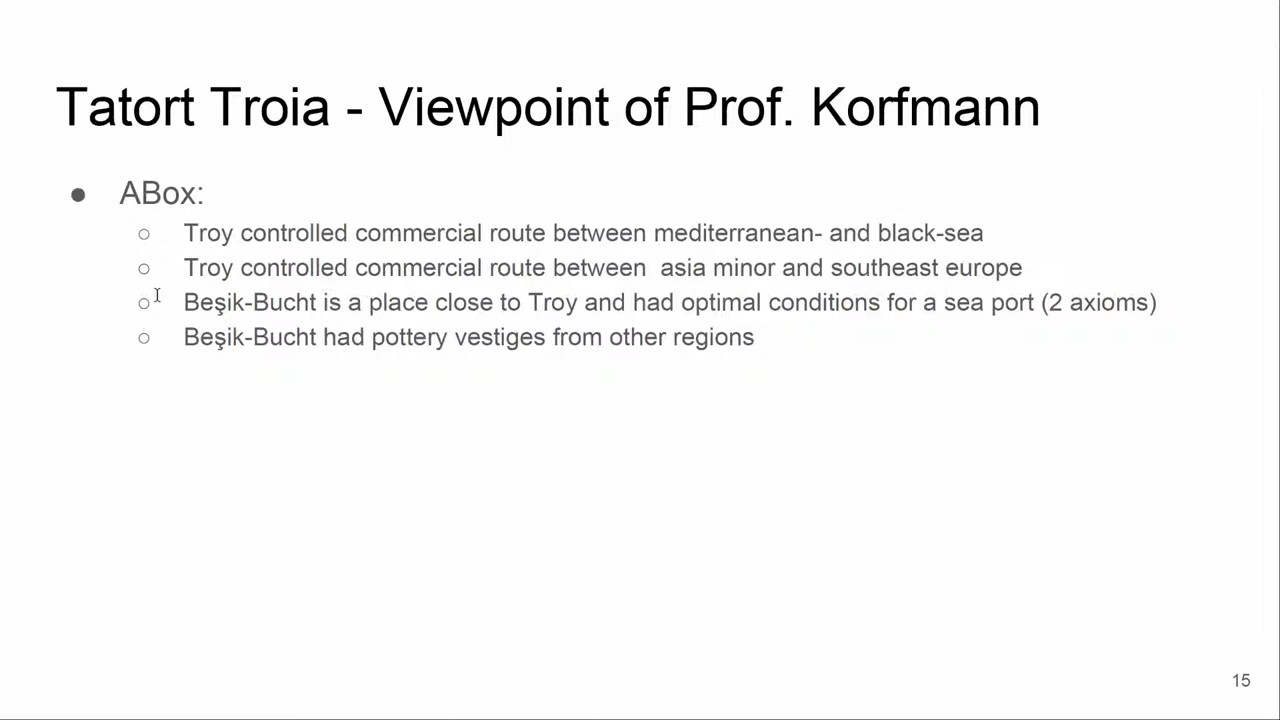 Tatort Troia - Viewpoint of Prof. Korfmann
● ABox:
○ Troy controlled commercial route between mediterranean- and black-sea
○ Troy controlled commercial route between  asia minor and southeast europe
○ Beşik-Bucht is a place close to Troy and had optimal conditions for a sea port (2 axioms)
○ Beşik-Bucht had pottery vestiges from other regions
15